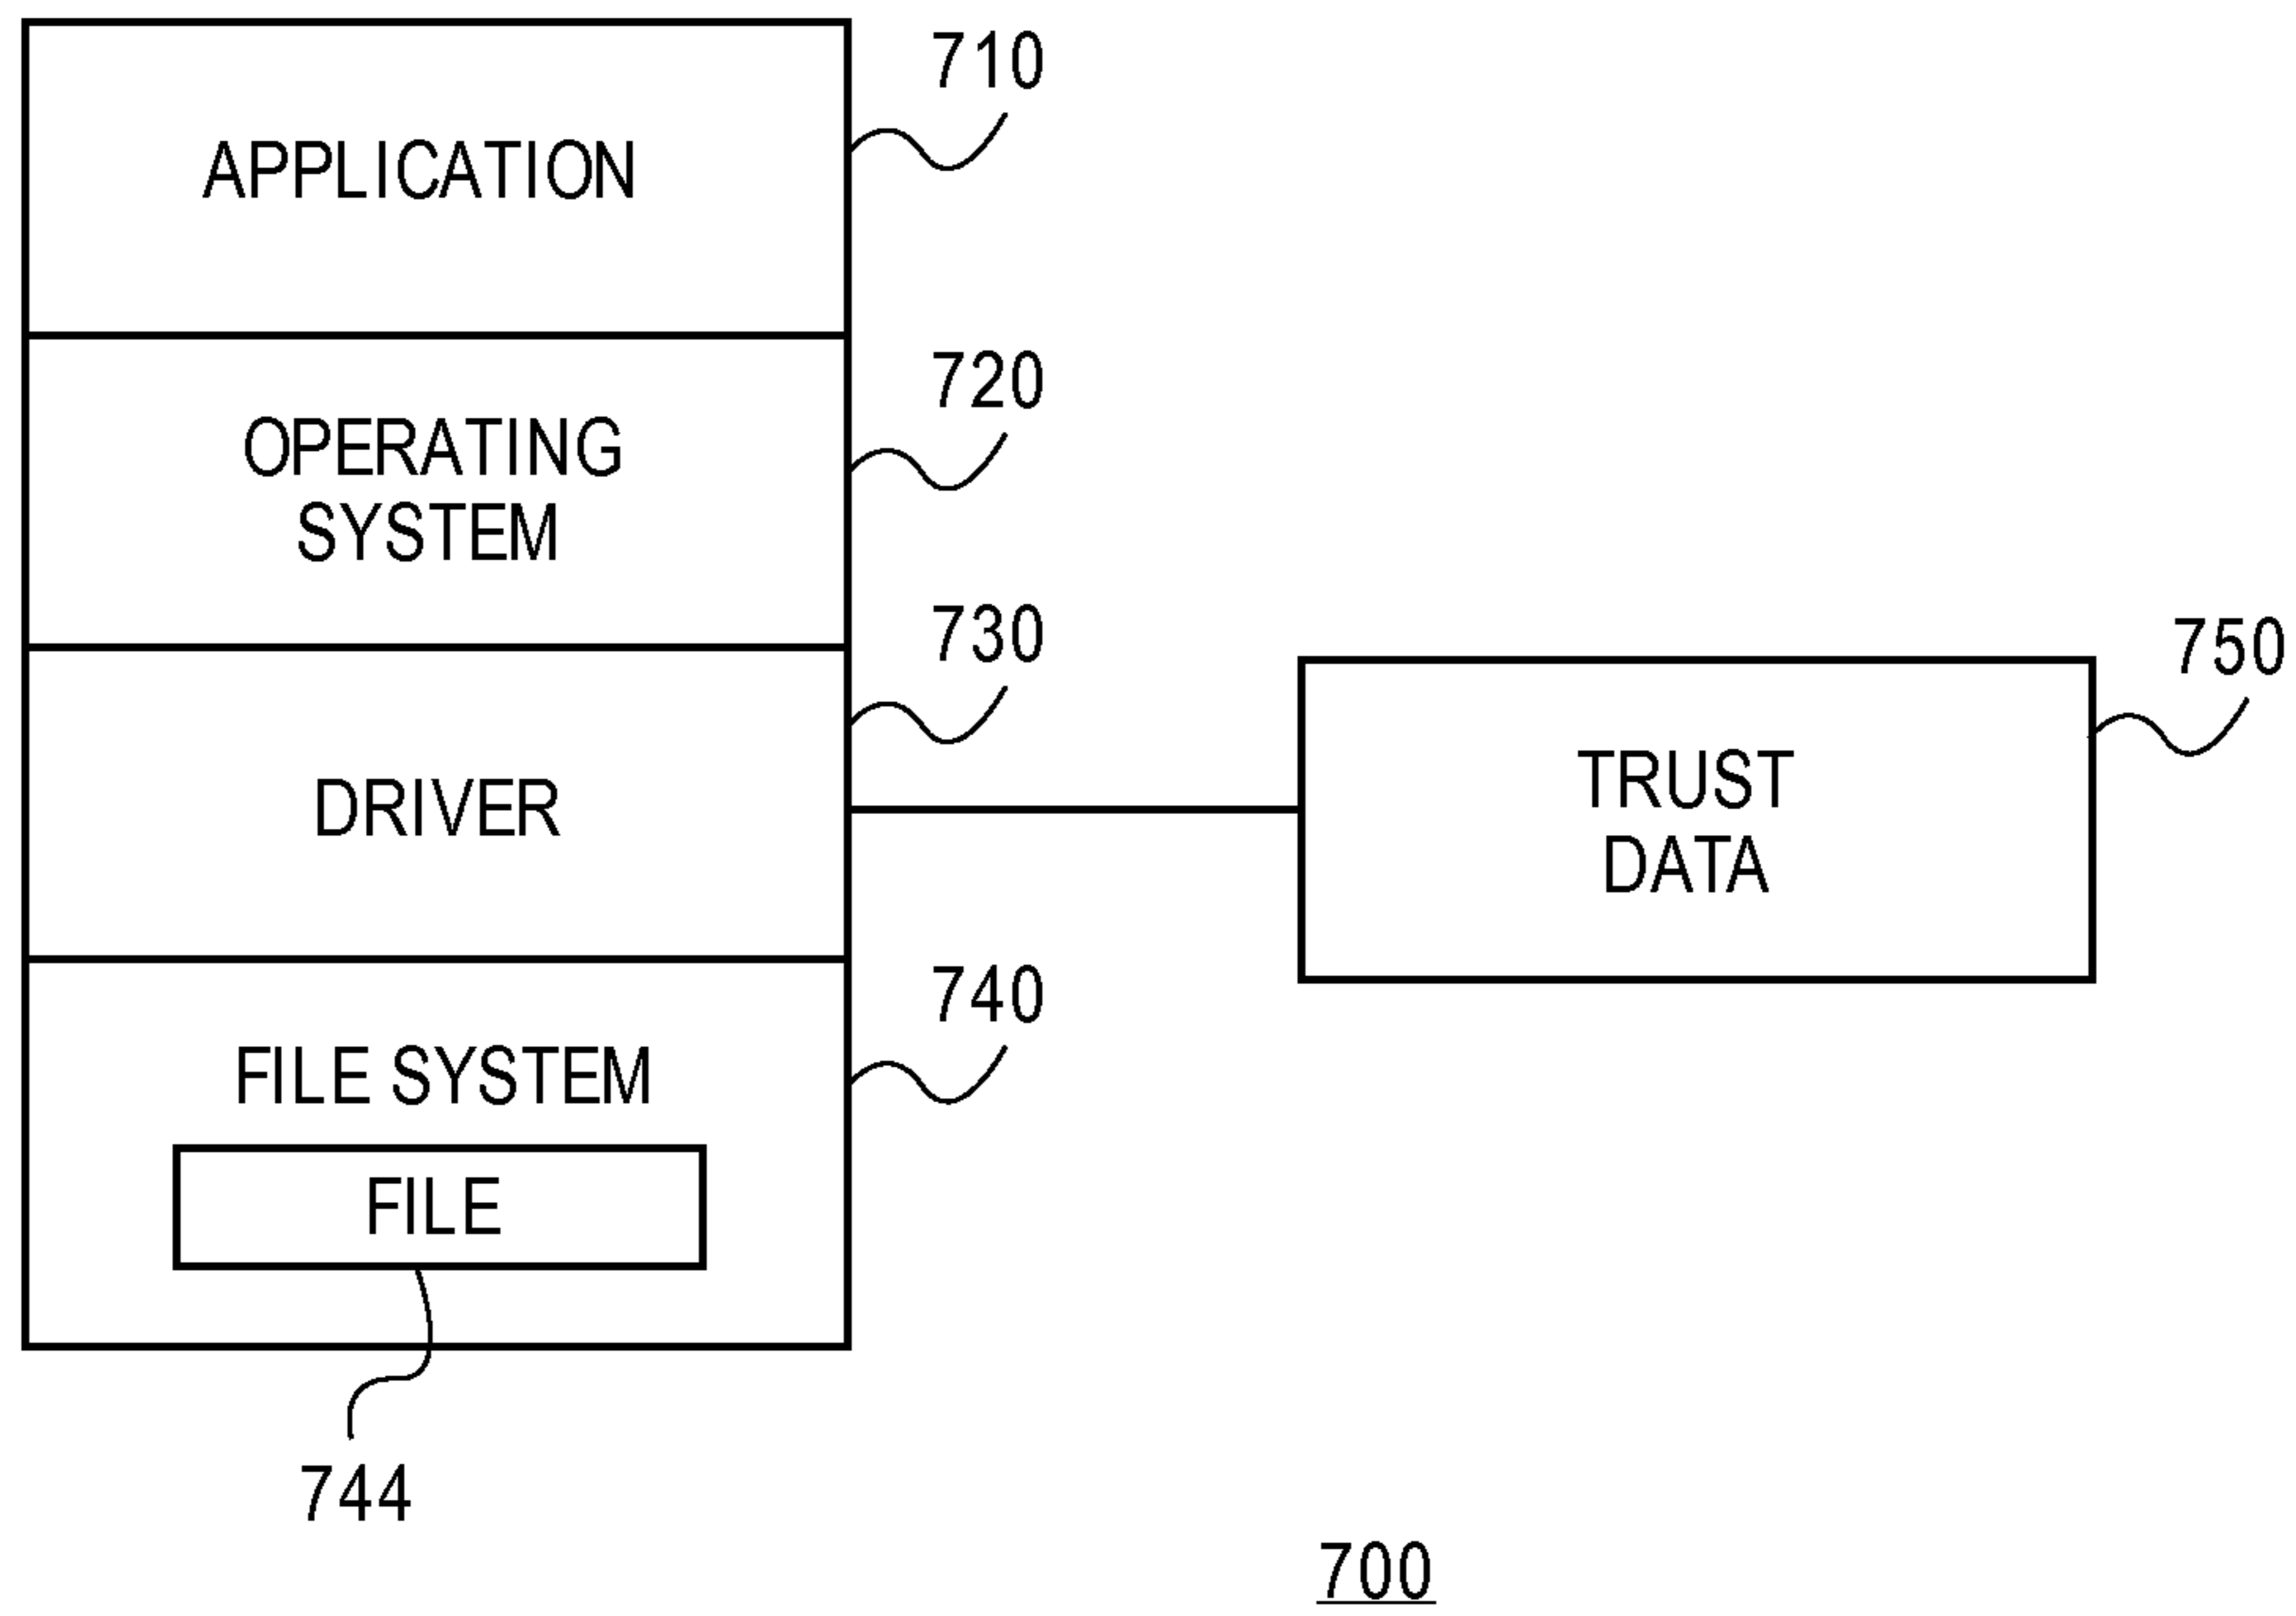 710
APPLICATION
720
OPERATING
SYSTEM
730
DRIVER
750
TRUST
DATA
740
FILE SYSTEM
FILE
744
700